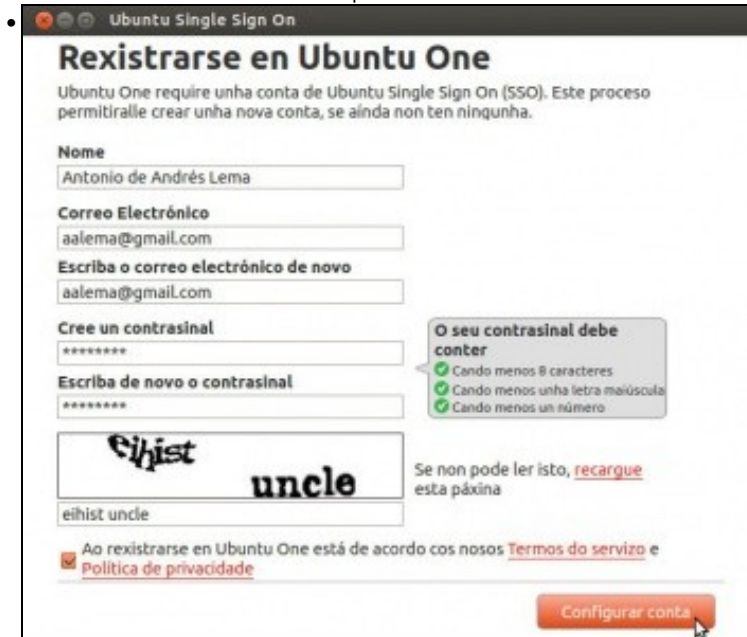 Ubuntu Single Sign On
Rexistrarse en Ubuntu One
Ubuntu One require unha conta de Ubuntu Single Sign On (SSO). Este proceso
permitiralle crear unha nova conta, se aínda non ten ningunha.
Nome
Antonio de Andrés Lema
Correo Electrónico
aalema@gmail.com
Escriba o correo electrónico de novo
aalema@gmail.com
Cree un contrasinal
********
O seu contrasinal debe
conter
Cando menos 8 caracteres
Cando menos unha letra maiúscula
Cando menos un número
Escriba de novo o contrasinal
********
eihist uncle
Se non pode ler isto, recargue
esta páxina
eihist uncle
Ao rexistrarse en Ubuntu One está de acordo cos nosos Termos do servizo e
Política de privacidade
Configurar conta